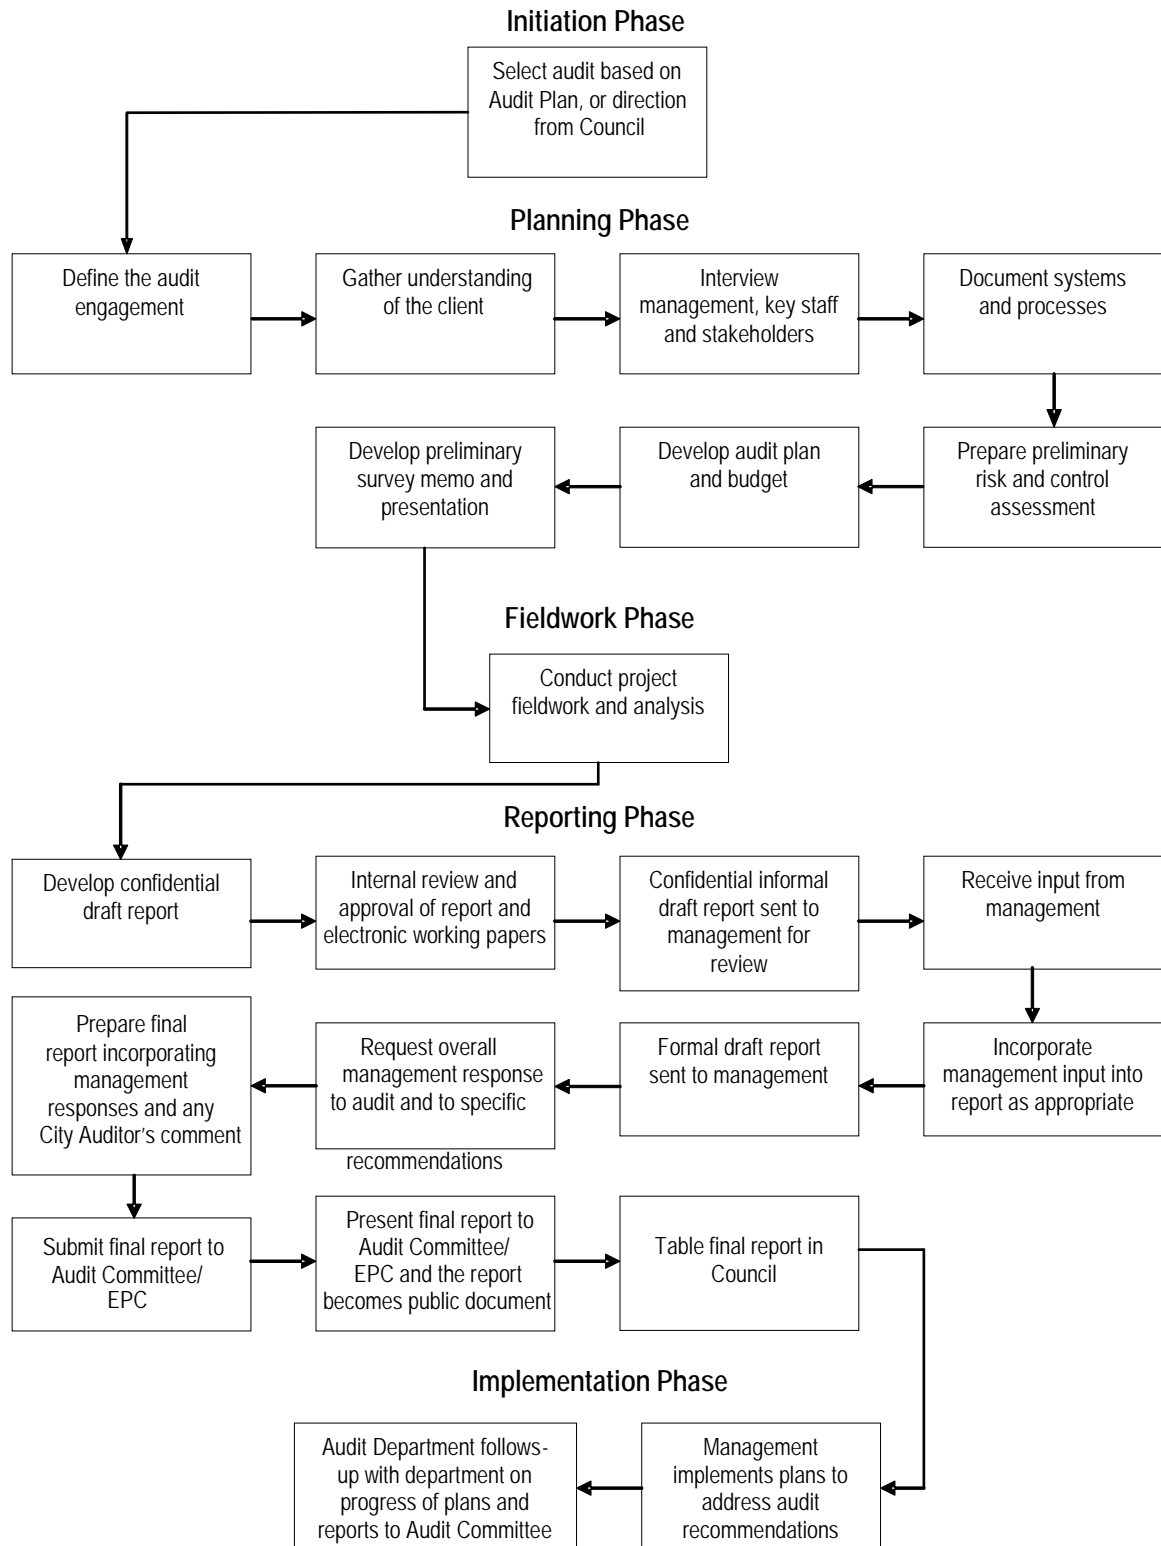 Initiation Phase
Select audit based on
Audit Plan, or direction
from Council
Planning Phase
Define the audit
engagement
Gather understanding
of the client
Interview
management, key staff
and stakeholders
Document systems
and processes
Prepare preliminary
risk and control
assessment
Develop audit plan
and budget
Develop preliminary
survey memo and
presentation
Fieldwork Phase
Conduct project
fieldwork and analysis
Reporting Phase
Develop confidential
draft report
Internal review and
approval of report and
electronic working papers
Confidential informal
draft report sent to
management for
review
Receive input from
management
Incorporate
management input into
report as appropriate
Formal draft report
sent to management
Request overall
management response
to audit and to specific
recommendations
Prepare final
report incorporating
management
responses and any
City Auditor's comment
Submit final report to
Audit Committee/
EPC
Present final report to
Audit Committee/
EPC and the report
becomes public document
Table final report in
Council
Implementation Phase
Management
implements plans to
address audit
recommendations
Audit Department follows-
up with department on
progress of plans and
reports to Audit Committee